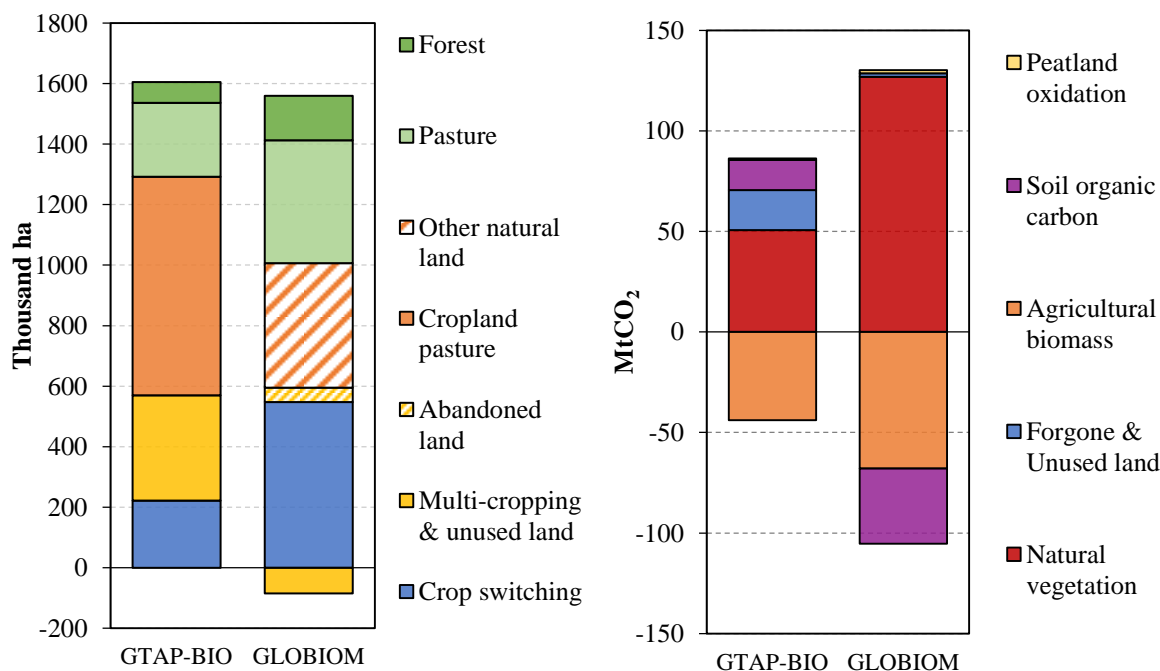 Thousand ha
1800
1600
1400
1200
1000
800
600
400
200
0
-200
GTAP-BIO GLOBIOM
Forest
Pasture
Other natural
land
Cropland
pasture
Abandoned
land
Multi-cropping
& unused land
Crop switching
MtCO₂
150
100
50
0
-50
-100
-150
GTAP-BIO GLOBIOM
Peatland
oxidation
Soil organic
carbon
Agricultural
biomass
Forgone &
Unused land
Natural
vegetation